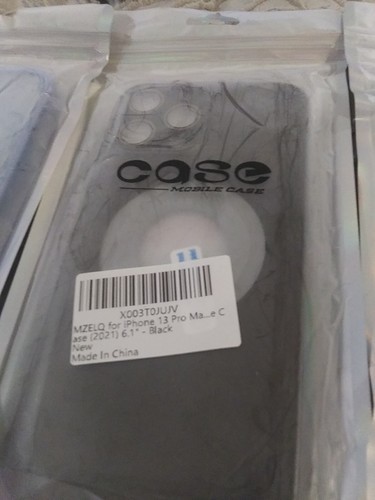 case
MOBILE CASE
X003T0JUJV
MZELQ for iPhone 13 Pro Ma...e C
ase (2021) 6.1" - Black
New
Made In China